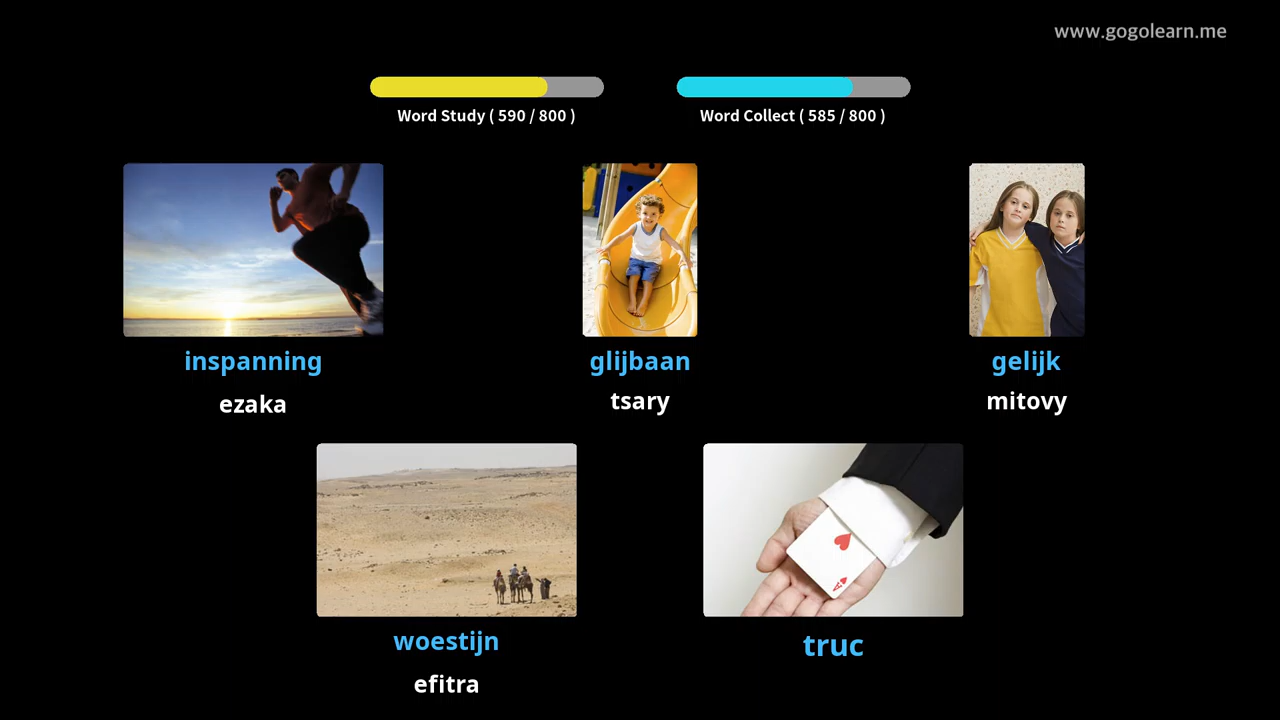 www.gogolearn.me
Word Study ( 590 / 800 )
Word Collect ( 585 / 800 )
inspanning
ezaka
glijbaan
tsary
gelijk
mitovy
woestijn
efitra
truc